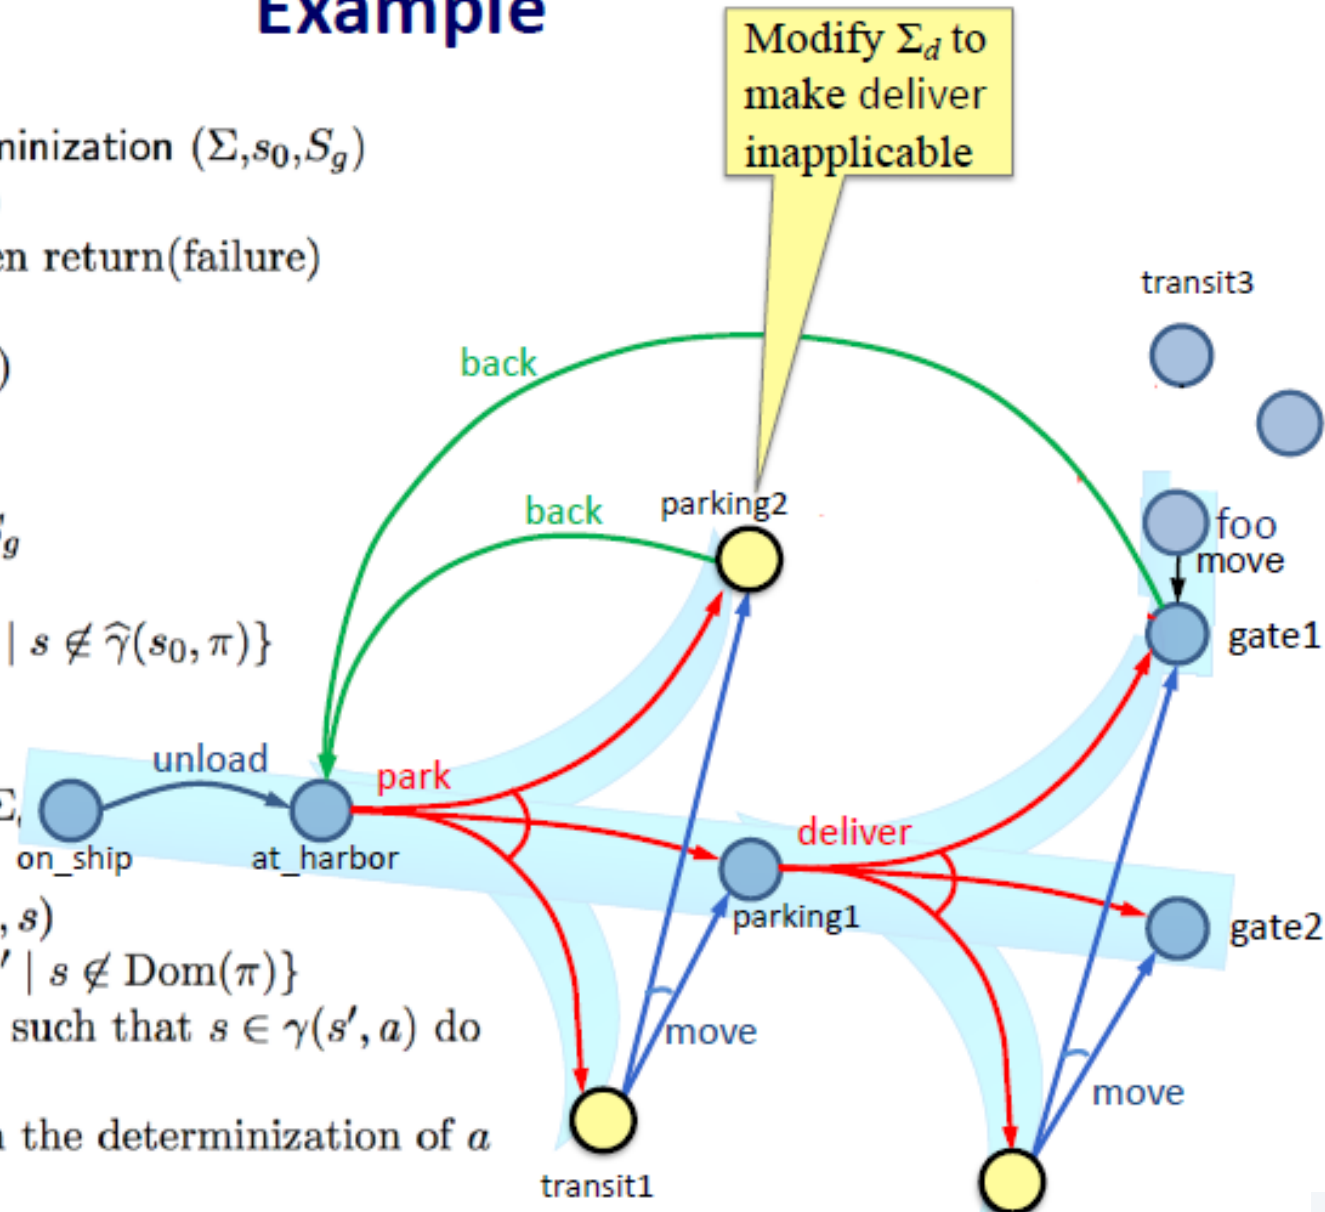 Example
Modify Σd to
make deliver
inapplicable
minization (Σ,s0,Sg)
en return(failure)
)
g
| s ∉ γ̂(s0, π)}
Σ,
, s)
′ | s ∉ Dom(π)}
such that s ∈ γ(s′, a) do
the determinization of a
transit3
back
back
parking2
foo
move
gate1
unload
park
deliver
on_ship
at_harbor
parking1
gate2
move
move
transit1